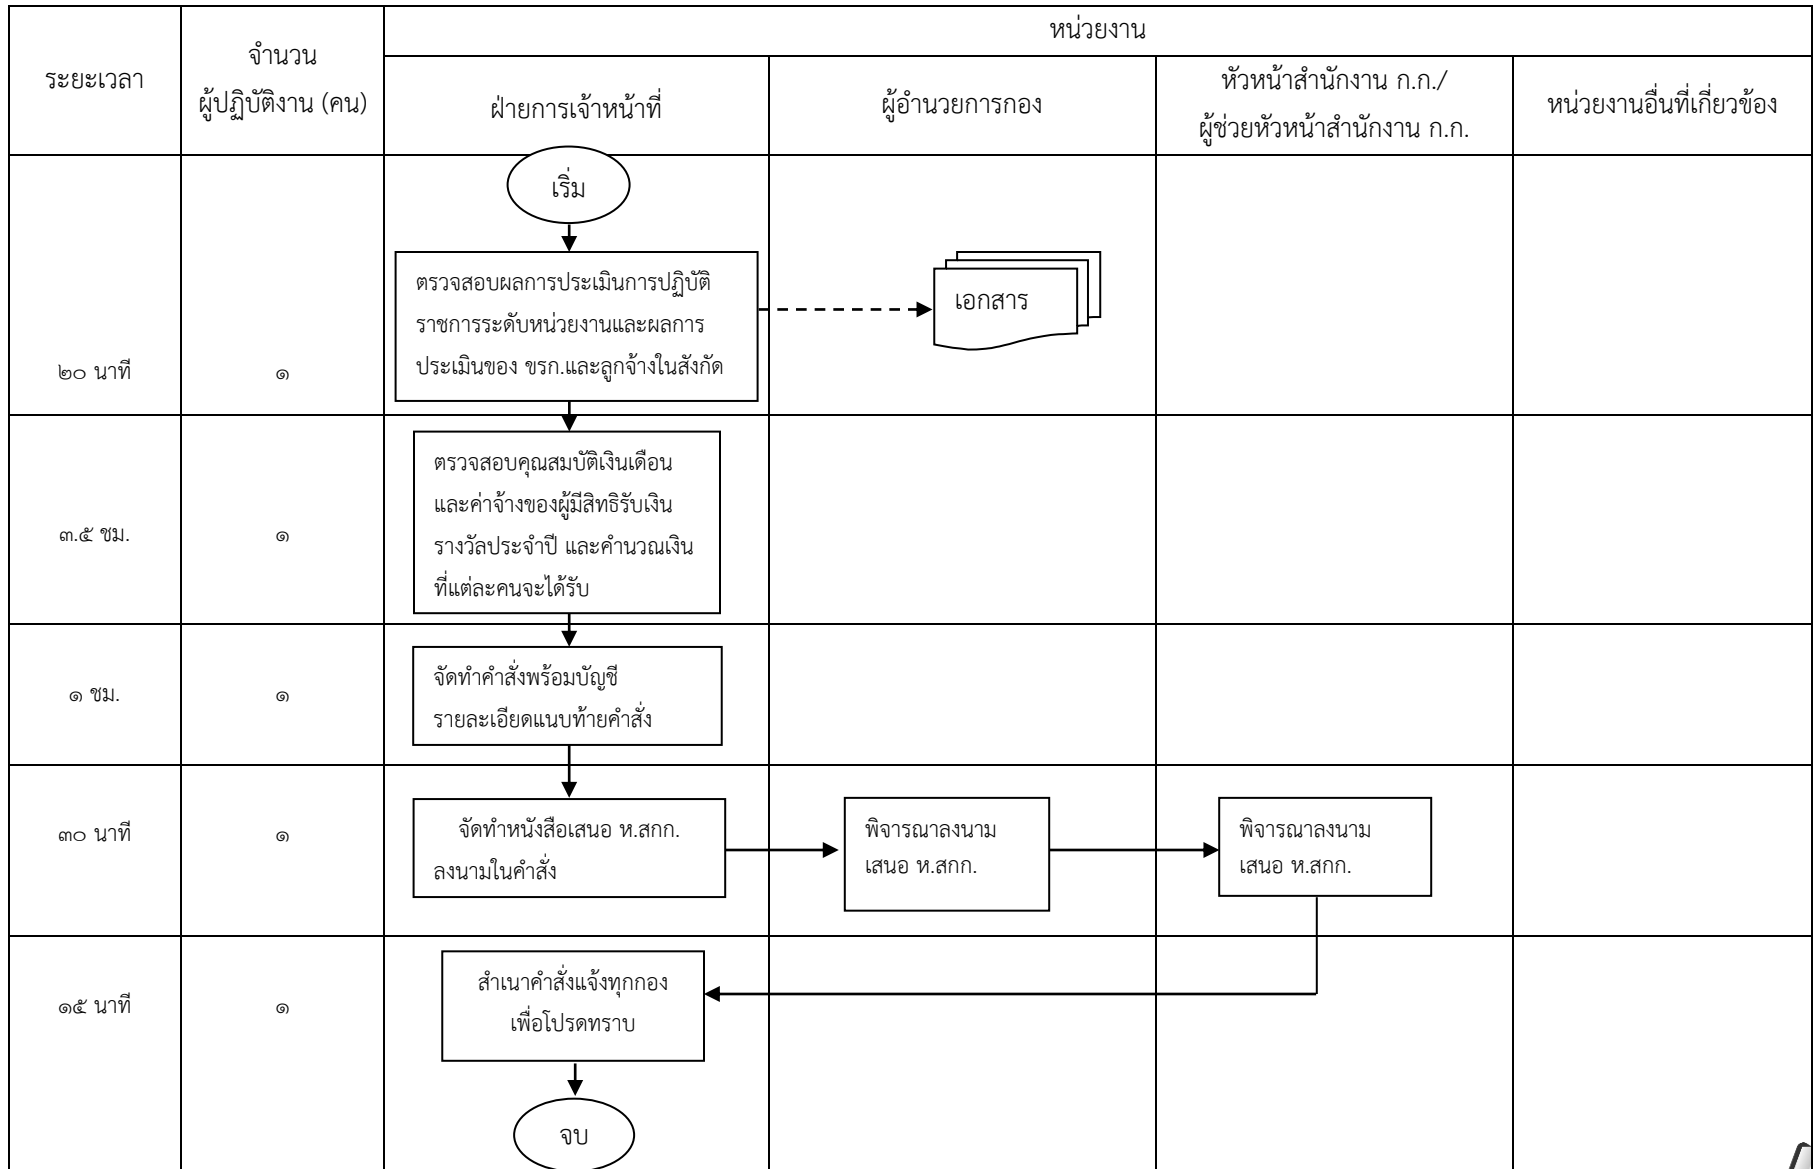 หน่วยงาน
ระยะเวลา
จำนวน
ผู้ปฏิบัติงาน (คน)
ฝ่ายการเจ้าหน้าที่
ผู้อำนวยการกอง
หัวหน้าสำนักงาน ก.ก./
ผู้ช่วยหัวหน้าสำนักงาน ก.ก.
หน่วยงานอื่นที่เกี่ยวข้อง
เริ่ม
ตรวจสอบผลการประเมินการปฏิบัติ
ราชการระดับหน่วยงานและผลการ
ประเมินของ ขรก.และลูกจ้างในสังกัด
เอกสาร
๒๐ นาที
๑
ตรวจสอบคุณสมบัติเงินเดือน
และค่าจ้างของผู้มีสิทธิรับเงิน
รางวัลประจำปี และคำนวณเงิน
ที่แต่ละคนจะได้รับ
๓.๕ ชม.
๑
จัดทำคำสั่งพร้อมบัญชี
รายละเอียดแนบท้ายคำสั่ง
๑ ชม.
๑
๓๐ นาที
๑
จัดทำหนังสือเสนอ ห.สกก.
ลงนามในคำสั่ง
พิจารณาลงนาม
เสนอ ห.สกก.
พิจารณาลงนาม
เสนอ ห.สกก.
๑๕ นาที
๑
สำเนาคำสั่งแจ้งทุกกอง
เพื่อโปรดทราบ
จบ